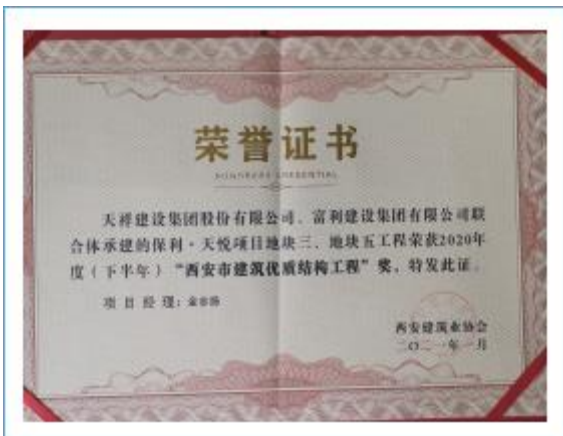 荣誉证书
天祥建设集团股份有限公司、富利建设集团有限公司联
合体承建的保利·天悦项目地块三、地块五工程荣获2020年
度（下半年）“西安市建筑优质结构工程”奖，特发此证。
项目经理：
西安建筑业协会
二〇二一年一月